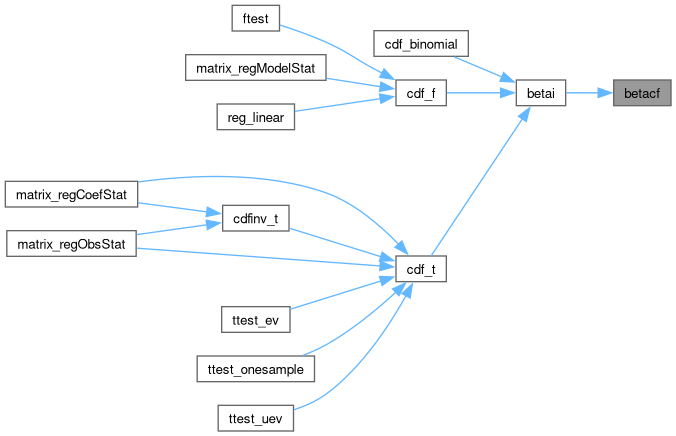 ftest
cdf_binomial
matrix_regModelStat
cdf_f
betai
betacf
reg_linear
matrix_regCoefStat
cdfinv_t
matrix_regObsStat
cdf_t
ttest_ev
ttest_onesample
ttest_uev